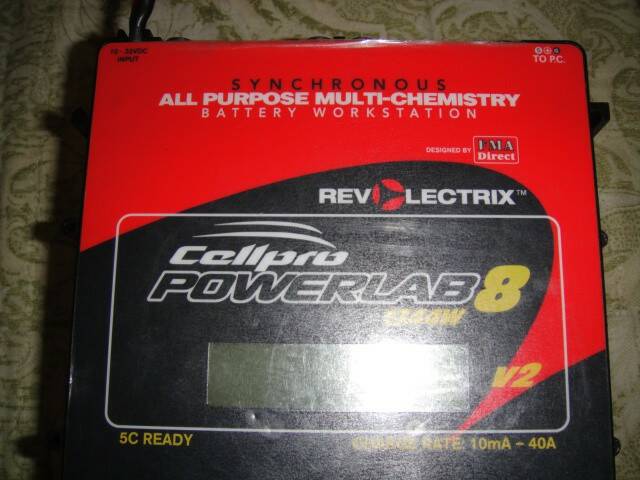 10 - 32VDC
INPUT
TO P.C.
SYNCHRONOUS
ALL PURPOSE MULTI-CHEMISTRY
BATTERY WORKSTATION
DESIGNED BY FMA
Direct
REVOLECTRIX™
Cellpro
POWERLAB 8
1344W
v2
5C READY
CHARGE RATE: 10mA - 40A